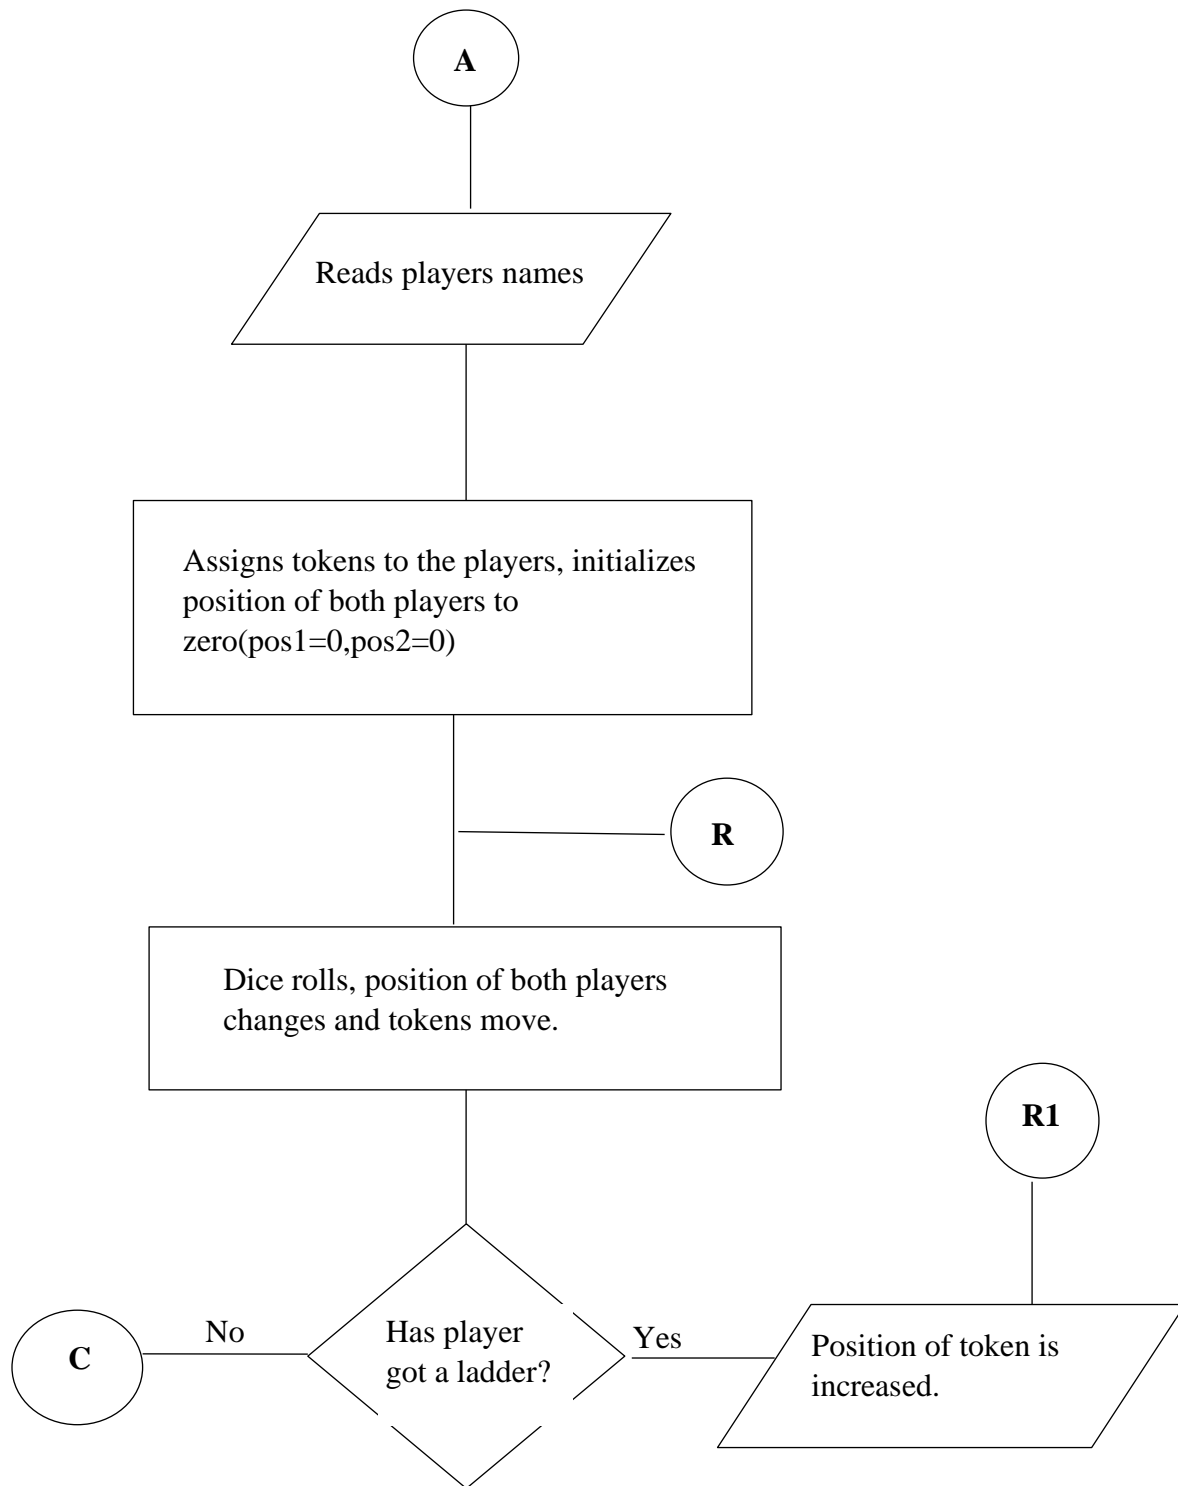 A
Reads players names
Assigns tokens to the players, initializes
position of both players to
zero(pos1=0,pos2=0)
R
Dice rolls, position of both players
changes and tokens move.
R1
No
C
Has player
got a ladder?
Yes
Position of token is
increased.